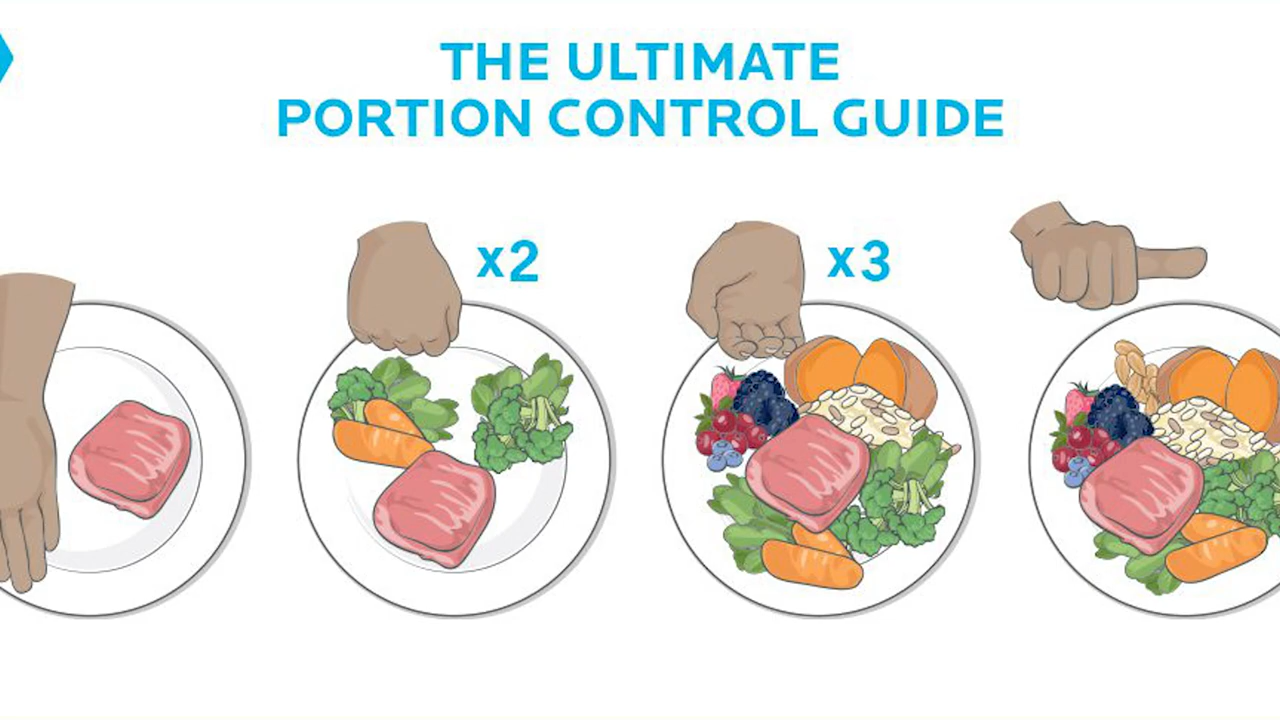 THE ULTIMATE
PORTION CONTROL GUIDE
x2
x3